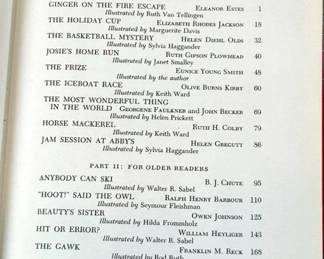 GINGER ON THE FIRE ESCAPE ELEANOR ESTES 1
Illustrated by Ruth Van Tellingen
THE HOLIDAY CUP ELIZABETH RHODES JACKSON 18
Illustrated by Marguerite Davis
THE BASKETBALL MYSTERY HELEN DIEHL OLDS 32
Illustrated by Sylvia Haggander
JOSIE'S HOME RUN RUTH GIPSON PLOWHEAD 40
Illustrated by Janet Smalley
THE PRIZE EUNICE YOUNG SMITH 48
Illustrated by the author
THE ICEBOAT RACE OLIVE BURNS KIRBY 60
Illustrated by Keith Ward
THE MOST WONDERFUL THING
IN THE WORLD GEORGENE FAULKNER and JOHN BECKER 69
Illustrated by Helen Prickett
HORSE MACKEREL RUTH H. COLBY 79
Illustrated by Keith Ward
JAM SESSION AT ABBY'S HELEN GREGUTT 86
Illustrated by Sylvia Haggander
PART II: FOR OLDER READERS
ANYBODY CAN SKI B. J. CHUTE 95
Illustrated by Walter R. Sabel
"HOOT!" SAID THE OWL RALPH HENRY BARBOUR 110
Illustrated by Seymour Fleishman
BEAUTY'S SISTER OWEN JOHNSON 125
Illustrated by Hilda Frommholz
HIT OR ERROR? WILLIAM HEYLIGER 143
Illustrated by Walter R. Sabel
THE GAWK FRANKLIN M. RECK 168
Illustrated by Bod Ruth